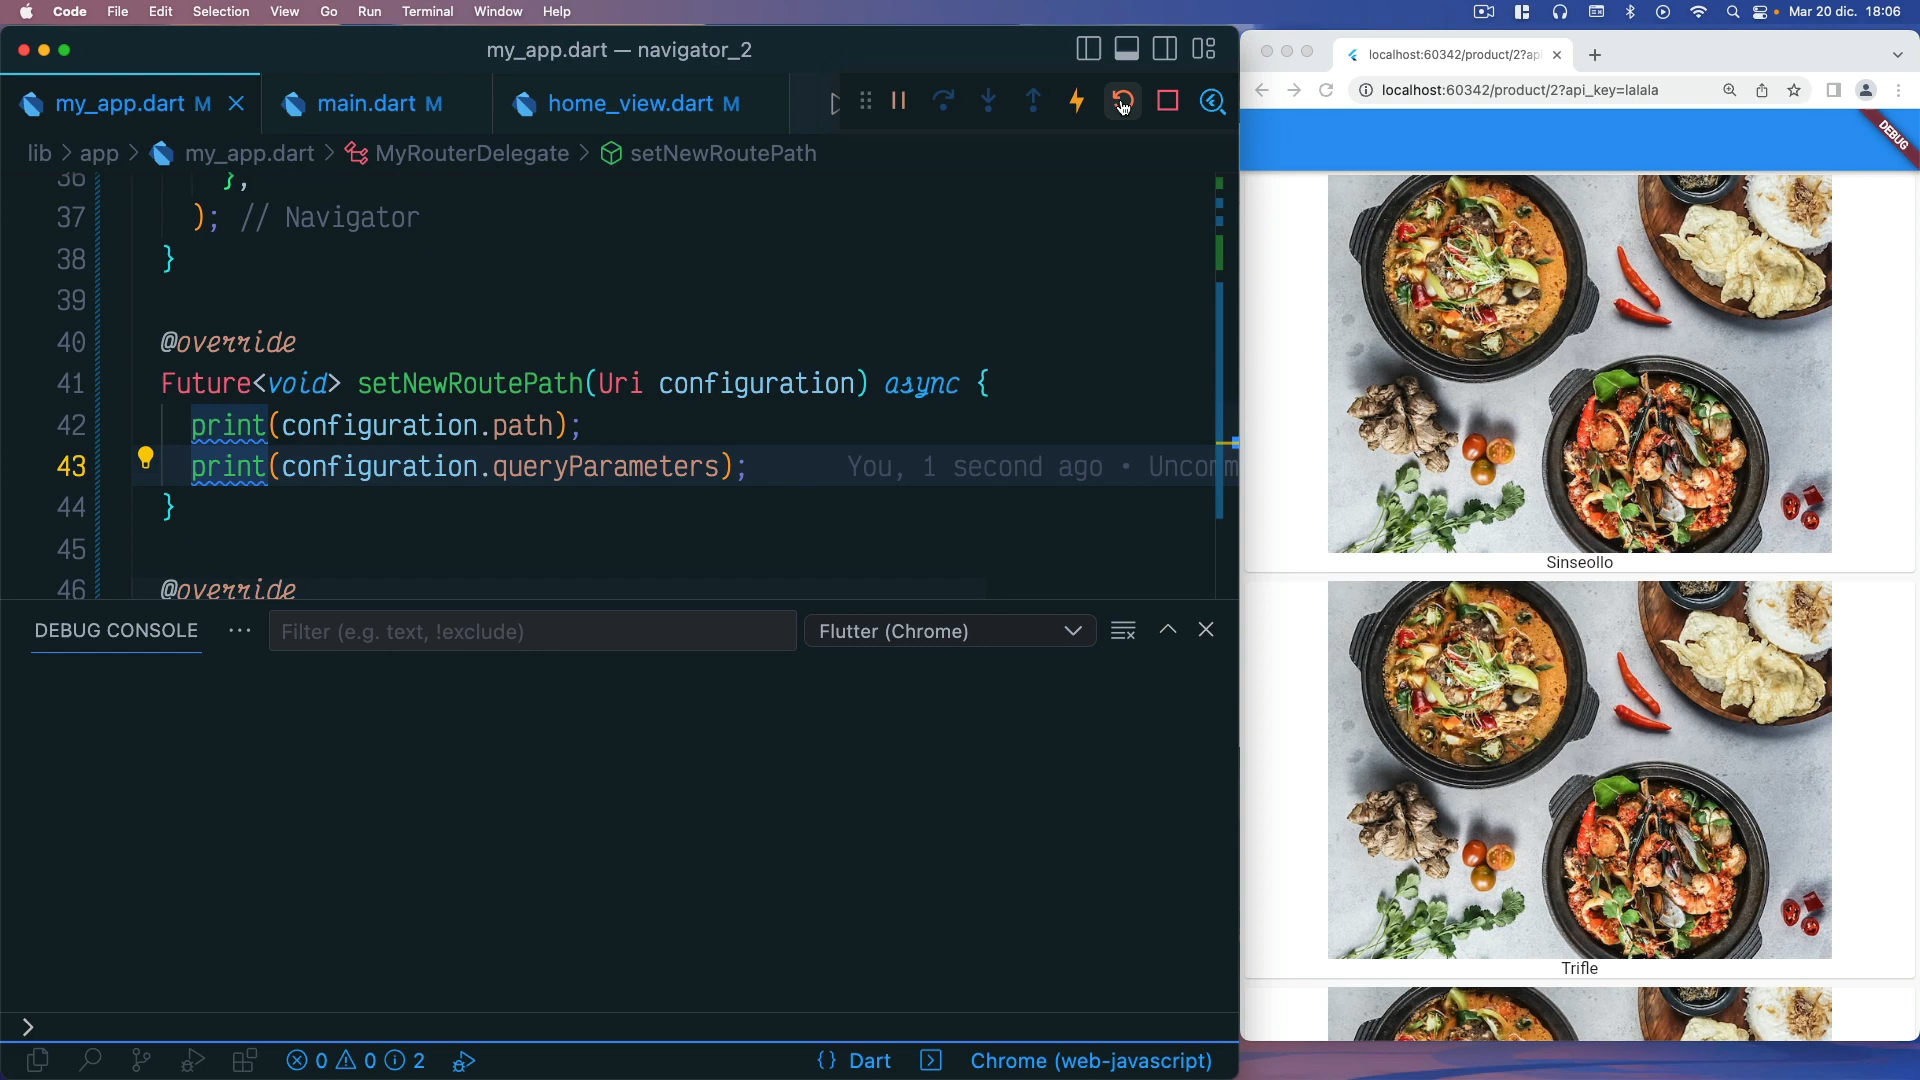 Code File Edit Selection View Go Run Terminal Window Help
Mar 20 dic. 18:06
my_app.dart — navigator_2
my_app.dart M
main.dart M
home_view.dart M
lib > app > my_app.dart > MyRouterDelegate > setNewRoutePath
36 },
37 ); // Navigator
38 }
39
40 @override
41 Future<void> setNewRoutePath(Uri configuration) async {
42 print(configuration.path);
43 print(configuration.queryParameters); You, 1 second ago • Uncomm
44 }
45
46 @override
DEBUG CONSOLE
Filter (e.g. text, !exclude)
Flutter (Chrome)
0 0 2
{} Dart
Chrome (web-javascript)
localhost:60342/product/2?api
localhost:60342/product/2?api_key=lalala
DEBUG
Sinseollo
Trifle